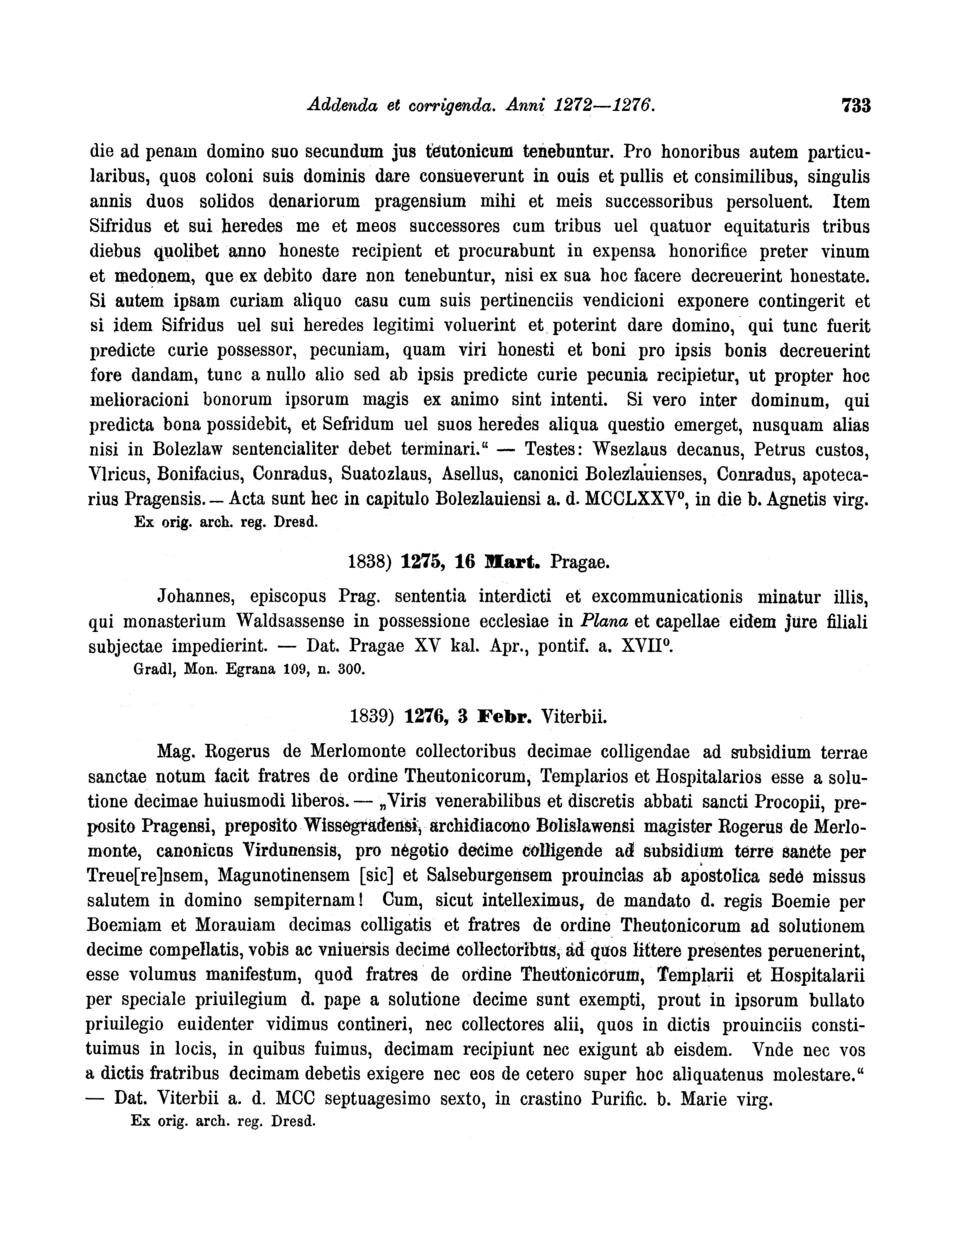 Addenda et corrigenda. Anni 1272—1276. 733
die ad penam domino suo secundum jus teutonicum tenebuntur. Pro honoribus autem particu-
laribus, quos coloni suis dominis dare consueverunt in ouis et pullis et consimilibus, singulis
annis duos solidos denariorum pragensium mihi et meis successoribus persoluent. Item
Sifridus et sui heredes me et meos successores cum tribus uel quatuor equitaturis tribus
diebus quolibet anno honeste recipient et procurabunt in expensa honorifice preter vinum
et medonem, que ex debito dare non tenebuntur, nisi ex sua hoc facere decreuerint honestate.
Si autem ipsam curiam aliquo casu cum suis pertinenciis vendicioni exponere contingerit et
si idem Sifridus uel sui heredes legitimi voluerint et poterint dare domino, qui tunc fuerit
predicte curie possessor, pecuniam, quam viri honesti et boni pro ipsis bonis decreuerint
fore dandam, tunc a nullo alio sed ab ipsis predicte curie pecunia recipietur, ut propter hoc
melioracioni bonorum ipsorum magis ex animo sint intenti. Si vero inter dominum, qui
predicta bona possidebit, et Sefridum uel suos heredes aliqua questio emerget, nusquam alias
nisi in Bolezlaw sentencialiter debet terminari.“ — Testes: Wsezlaus decanus, Petrus custos,
Vlricus, Bonifacius, Conradus, Suatozlaus, Asellus, canonici Bolezlauienses, Conradus, apoteca-
rius Pragensis. — Acta sunt hec in capitulo Bolezlauiensi a. d. MCCLXXV⁰, in die b. Agnetis virg.
Ex orig. arch. reg. Dresd.
1838) 1275, 16 Mart. Pragae.
Johannes, episcopus Prag. sententia interdicti et excommunicationis minatur illis,
qui monasterium Waldsassense in possessione ecclesiae in Plana et capellae eidem jure filiali
subjectae impedierint. — Dat. Pragae XV kal. Apr., pontif. a. XVII⁰.
Gradl, Mon. Egrana 109, n. 300.
1839) 1276, 3 Febr. Viterbii.
Mag. Rogerus de Merlomonte collectoribus decimae colligendae ad subsidium terrae
sanctae notum facit fratres de ordine Theutonicorum, Templarios et Hospitalarios esse a solu-
tione decimae huiusmodi liberos. — „Viris venerabilibus et discretis abbati sancti Procopii, pre-
posito Pragensi, preposito Wissegradensi, archidiacono Bolislawensi magister Rogerus de Merlo-
monte, canonicus Virdunensis, pro negotio decime colligende ad subsidium terre sancte per
Treue[re]nsem, Magunotinensem [sic] et Salseburgensem prouincias ab apostolica sede missus
salutem in domino sempiternam! Cum, sicut intelleximus, de mandato d. regis Boemie per
Boemiam et Morauiam decimas colligatis et fratres de ordine Theutonicorum ad solutionem
decime compellatis, vobis ac vniuersis decime collectoribus, ad quos littere presentes peruenerint,
esse volumus manifestum, quod fratres de ordine Theutonicorum, Templarii et Hospitalarii
per speciale priuilegium d. pape a solutione decime sunt exempti, prout in ipsorum bullato
priuilegio euidenter vidimus contineri, nec collectores alii, quos in dictis prouinciis consti-
tuimus in locis, in quibus fuimus, decimam recipiunt nec exigunt ab eisdem. Vnde nec vos
a dictis fratribus decimam debetis exigere nec eos de cetero super hoc aliquatenus molestare.“
— Dat. Viterbii a. d. MCC septuagesimo sexto, in crastino Purific. b. Marie virg.
Ex orig. arch. reg. Dresd.